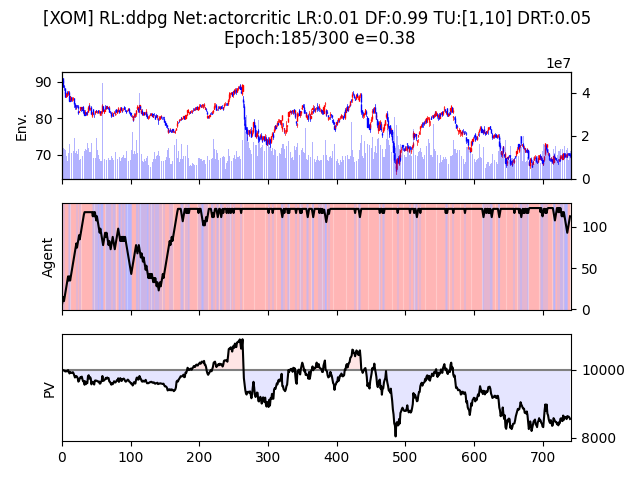 [XOM] RL:ddpg Net:actorcritic LR:0.01 DF:0.99 TU:[1,10] DRT:0.05
Epoch:185/300 e=0.38
1e7
90
80
70
Env.
4
2
0
Agent
100
50
0
PV
10000
8000
0 100 200 300 400 500 600 700